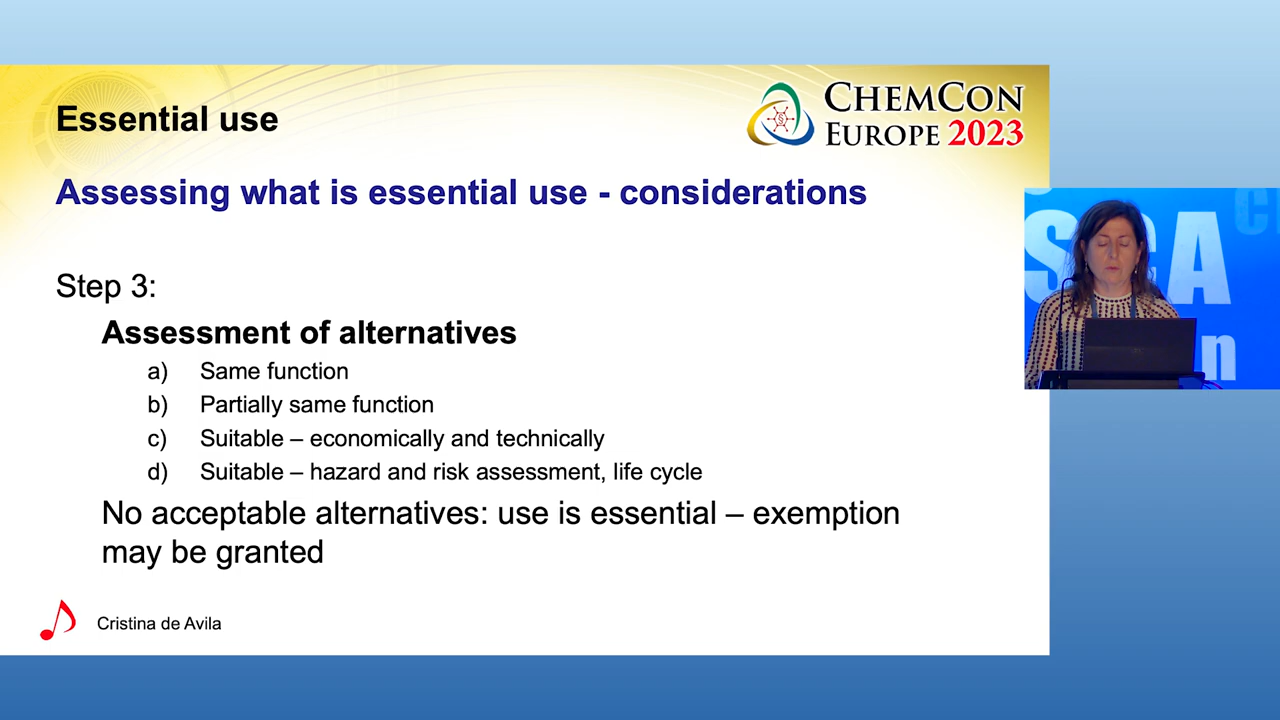 Essential use
CHEMCON
EUROPE 2023
Assessing what is essential use - considerations
Step 3:
Assessment of alternatives
a) Same function
b) Partially same function
c) Suitable – economically and technically
d) Suitable – hazard and risk assessment, life cycle
No acceptable alternatives: use is essential – exemption
may be granted
Cristina de Avila